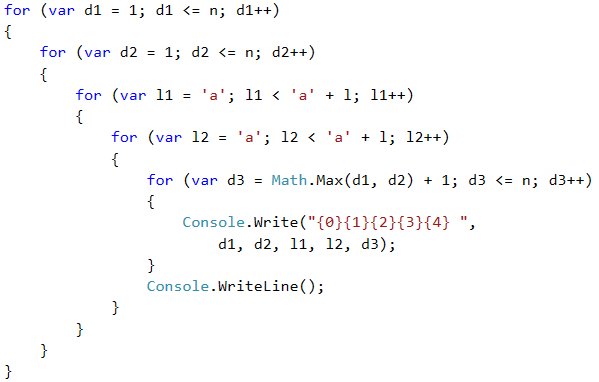 for (var d1 = 1; d1 <= n; d1++)
{
    for (var d2 = 1; d2 <= n; d2++)
    {
        for (var l1 = 'a'; l1 < 'a' + l; l1++)
        {
            for (var l2 = 'a'; l2 < 'a' + l; l2++)
            {
                for (var d3 = Math.Max(d1, d2) + 1; d3 <= n; d3++)
                {
                    Console.Write("{0}{1}{2}{3}{4} ",
                        d1, d2, l1, l2, d3);
                }
                Console.WriteLine();
            }
        }
    }
}